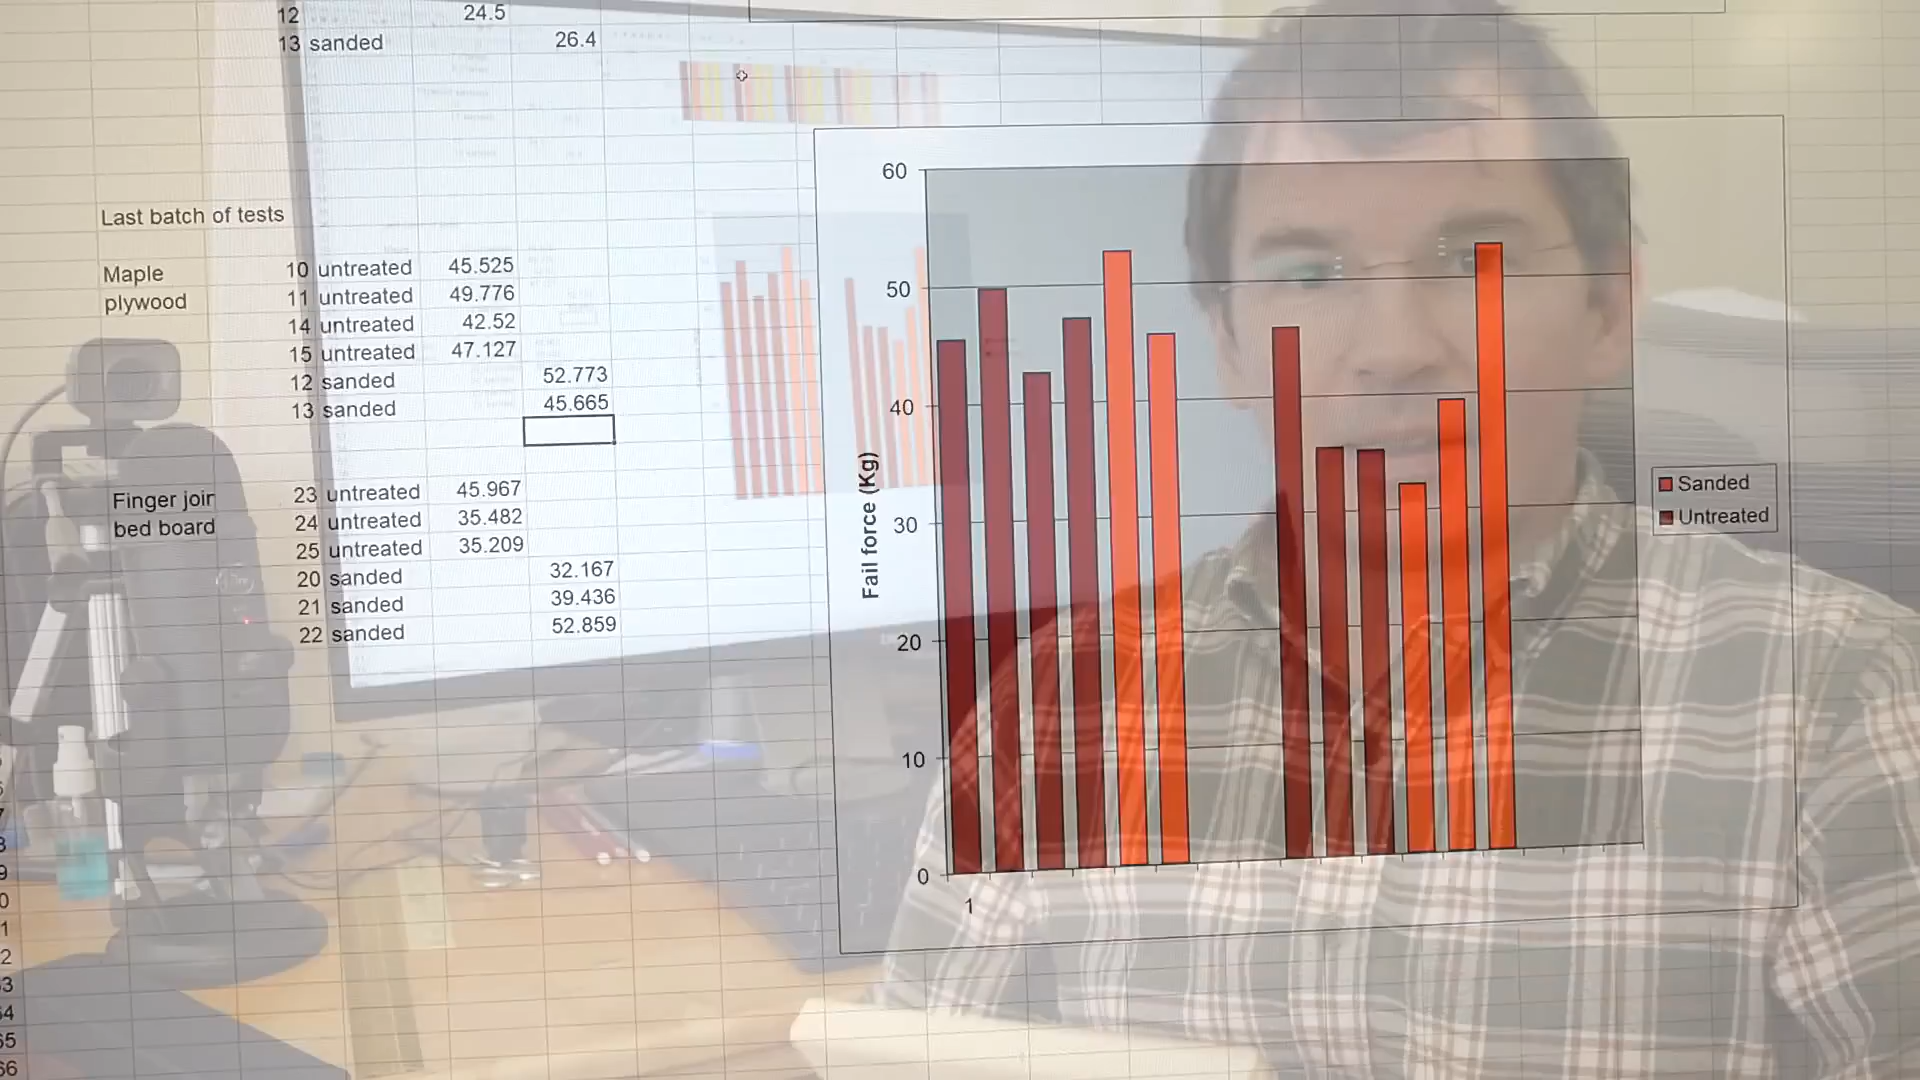 12 24.5
13 sanded 26.4
Last batch of tests
Maple
plywood
10 untreated 45.525
11 untreated 49.776
14 untreated 42.52
15 untreated 47.127
12 sanded 52.773
13 sanded 45.665
Finger join
bed board
23 untreated 45.967
24 untreated 35.482
25 untreated 35.209
20 sanded 32.167
21 sanded 39.436
22 sanded 52.859
60
50
40
30
20
10
0
1
Fail force (Kg)
Sanded
Untreated